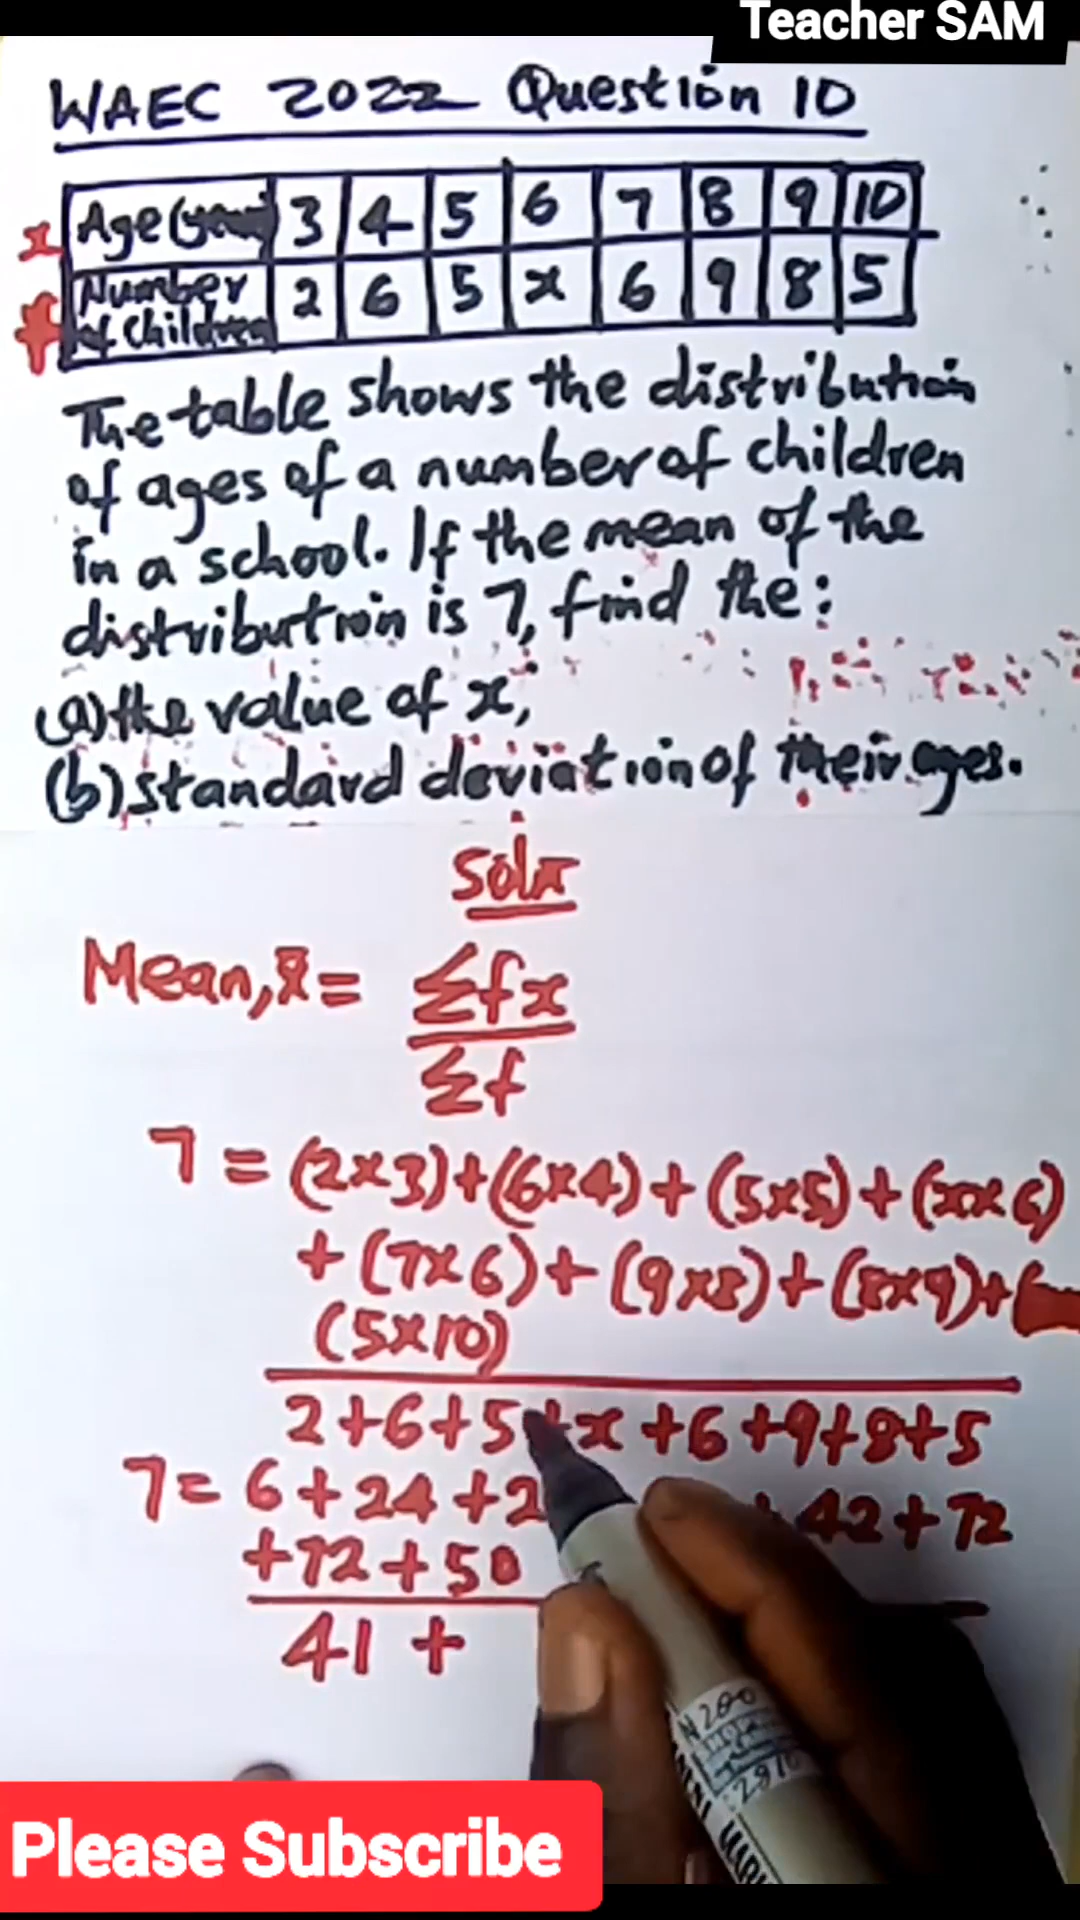 Teacher SAM
WAEC 2022 Question 10
x Age (years) 3 4 5 6 7 8 9 10
f Number of Children 2 6 5 x 6 9 8 5
The table shows the distribution
of ages of a number of children
in a school. If the mean of the
distribution is 7, find the:
(a) the value of x,
(b) standard deviation of their ages.
Soln
Mean, x̄ = Σfx
Σf
7 = (2×3)+(6×4)+(5×5)+(x×6)
+(7×6)+(9×8)+(8×9)+(
(5×10)
2+6+5+x+6+9+8+5
7= 6+24+2 +42+72
+72+50
41 +
Please Subscribe